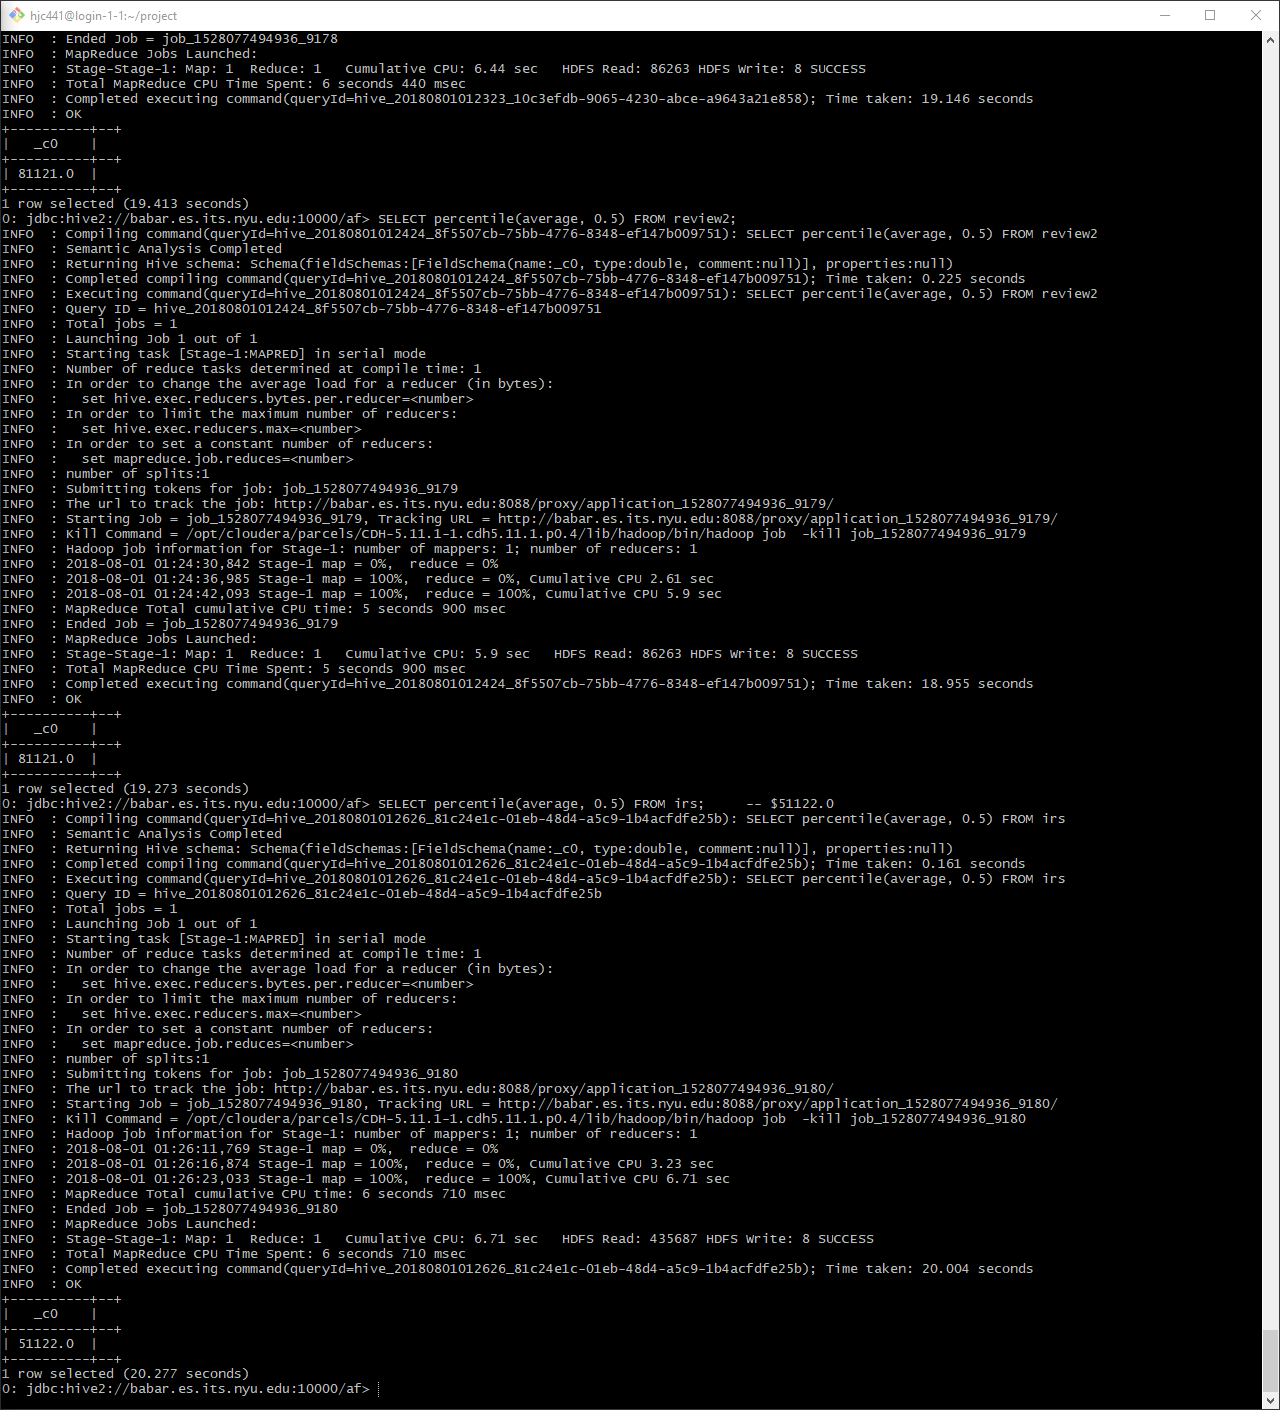 hjc441@login-1-1:~/project
INFO  : Ended Job = job_1528077494936_9178
INFO  : MapReduce Jobs Launched:
INFO  : Stage-Stage-1: Map: 1  Reduce: 1   Cumulative CPU: 6.44 sec   HDFS Read: 86263 HDFS Write: 8 SUCCESS
INFO  : Total MapReduce CPU Time Spent: 6 seconds 440 msec
INFO  : Completed executing command(queryId=hive_20180801012323_10c3efdb-9065-4230-abce-a9643a21e858); Time taken: 19.146 seconds
INFO  : OK
+----------+--+
|   _c0    |
+----------+--+
| 81121.0  |
+----------+--+
1 row selected (19.413 seconds)
0: jdbc:hive2://babar.es.its.nyu.edu:10000/af> SELECT percentile(average, 0.5) FROM review2;
INFO  : Compiling command(queryId=hive_20180801012424_8f5507cb-75bb-4776-8348-ef147b009751): SELECT percentile(average, 0.5) FROM review2
INFO  : Semantic Analysis Completed
INFO  : Returning Hive schema: Schema(fieldSchemas:[FieldSchema(name:_c0, type:double, comment:null)], properties:null)
INFO  : Completed compiling command(queryId=hive_20180801012424_8f5507cb-75bb-4776-8348-ef147b009751); Time taken: 0.225 seconds
INFO  : Executing command(queryId=hive_20180801012424_8f5507cb-75bb-4776-8348-ef147b009751): SELECT percentile(average, 0.5) FROM review2
INFO  : Query ID = hive_20180801012424_8f5507cb-75bb-4776-8348-ef147b009751
INFO  : Total jobs = 1
INFO  : Launching Job 1 out of 1
INFO  : Starting task [Stage-1:MAPRED] in serial mode
INFO  : Number of reduce tasks determined at compile time: 1
INFO  : In order to change the average load for a reducer (in bytes):
INFO  :   set hive.exec.reducers.bytes.per.reducer=<number>
INFO  : In order to limit the maximum number of reducers:
INFO  :   set hive.exec.reducers.max=<number>
INFO  : In order to set a constant number of reducers:
INFO  :   set mapreduce.job.reduces=<number>
INFO  : number of splits:1
INFO  : Submitting tokens for job: job_1528077494936_9179
INFO  : The url to track the job: http://babar.es.its.nyu.edu:8088/proxy/application_1528077494936_9179/
INFO  : Starting Job = job_1528077494936_9179, Tracking URL = http://babar.es.its.nyu.edu:8088/proxy/application_1528077494936_9179/
INFO  : Kill Command = /opt/cloudera/parcels/CDH-5.11.1-1.cdh5.11.1.p0.4/lib/hadoop/bin/hadoop job  -kill job_1528077494936_9179
INFO  : Hadoop job information for Stage-1: number of mappers: 1; number of reducers: 1
INFO  : 2018-08-01 01:24:30,842 Stage-1 map = 0%,  reduce = 0%
INFO  : 2018-08-01 01:24:36,985 Stage-1 map = 100%,  reduce = 0%, Cumulative CPU 2.61 sec
INFO  : 2018-08-01 01:24:42,093 Stage-1 map = 100%,  reduce = 100%, Cumulative CPU 5.9 sec
INFO  : MapReduce Total cumulative CPU time: 5 seconds 900 msec
INFO  : Ended Job = job_1528077494936_9179
INFO  : MapReduce Jobs Launched:
INFO  : Stage-Stage-1: Map: 1  Reduce: 1   Cumulative CPU: 5.9 sec   HDFS Read: 86263 HDFS Write: 8 SUCCESS
INFO  : Total MapReduce CPU Time Spent: 5 seconds 900 msec
INFO  : Completed executing command(queryId=hive_20180801012424_8f5507cb-75bb-4776-8348-ef147b009751); Time taken: 18.955 seconds
INFO  : OK
+----------+--+
|   _c0    |
+----------+--+
| 81121.0  |
+----------+--+
1 row selected (19.273 seconds)
0: jdbc:hive2://babar.es.its.nyu.edu:10000/af> SELECT percentile(average, 0.5) FROM irs;     -- $51122.0
INFO  : Compiling command(queryId=hive_20180801012626_81c24e1c-01eb-48d4-a5c9-1b4acfdfe25b): SELECT percentile(average, 0.5) FROM irs
INFO  : Semantic Analysis Completed
INFO  : Returning Hive schema: Schema(fieldSchemas:[FieldSchema(name:_c0, type:double, comment:null)], properties:null)
INFO  : Completed compiling command(queryId=hive_20180801012626_81c24e1c-01eb-48d4-a5c9-1b4acfdfe25b); Time taken: 0.161 seconds
INFO  : Executing command(queryId=hive_20180801012626_81c24e1c-01eb-48d4-a5c9-1b4acfdfe25b): SELECT percentile(average, 0.5) FROM irs
INFO  : Query ID = hive_20180801012626_81c24e1c-01eb-48d4-a5c9-1b4acfdfe25b
INFO  : Total jobs = 1
INFO  : Launching Job 1 out of 1
INFO  : Starting task [Stage-1:MAPRED] in serial mode
INFO  : Number of reduce tasks determined at compile time: 1
INFO  : In order to change the average load for a reducer (in bytes):
INFO  :   set hive.exec.reducers.bytes.per.reducer=<number>
INFO  : In order to limit the maximum number of reducers:
INFO  :   set hive.exec.reducers.max=<number>
INFO  : In order to set a constant number of reducers:
INFO  :   set mapreduce.job.reduces=<number>
INFO  : number of splits:1
INFO  : Submitting tokens for job: job_1528077494936_9180
INFO  : The url to track the job: http://babar.es.its.nyu.edu:8088/proxy/application_1528077494936_9180/
INFO  : Starting Job = job_1528077494936_9180, Tracking URL = http://babar.es.its.nyu.edu:8088/proxy/application_1528077494936_9180/
INFO  : Kill Command = /opt/cloudera/parcels/CDH-5.11.1-1.cdh5.11.1.p0.4/lib/hadoop/bin/hadoop job  -kill job_1528077494936_9180
INFO  : Hadoop job information for Stage-1: number of mappers: 1; number of reducers: 1
INFO  : 2018-08-01 01:26:11,769 Stage-1 map = 0%,  reduce = 0%
INFO  : 2018-08-01 01:26:16,874 Stage-1 map = 100%,  reduce = 0%, Cumulative CPU 3.23 sec
INFO  : 2018-08-01 01:26:23,033 Stage-1 map = 100%,  reduce = 100%, Cumulative CPU 6.71 sec
INFO  : MapReduce Total cumulative CPU time: 6 seconds 710 msec
INFO  : Ended Job = job_1528077494936_9180
INFO  : MapReduce Jobs Launched:
INFO  : Stage-Stage-1: Map: 1  Reduce: 1   Cumulative CPU: 6.71 sec   HDFS Read: 435687 HDFS Write: 8 SUCCESS
INFO  : Total MapReduce CPU Time Spent: 6 seconds 710 msec
INFO  : Completed executing command(queryId=hive_20180801012626_81c24e1c-01eb-48d4-a5c9-1b4acfdfe25b); Time taken: 20.004 seconds
INFO  : OK
+----------+--+
|   _c0    |
+----------+--+
| 51122.0  |
+----------+--+
1 row selected (20.277 seconds)
0: jdbc:hive2://babar.es.its.nyu.edu:10000/af>